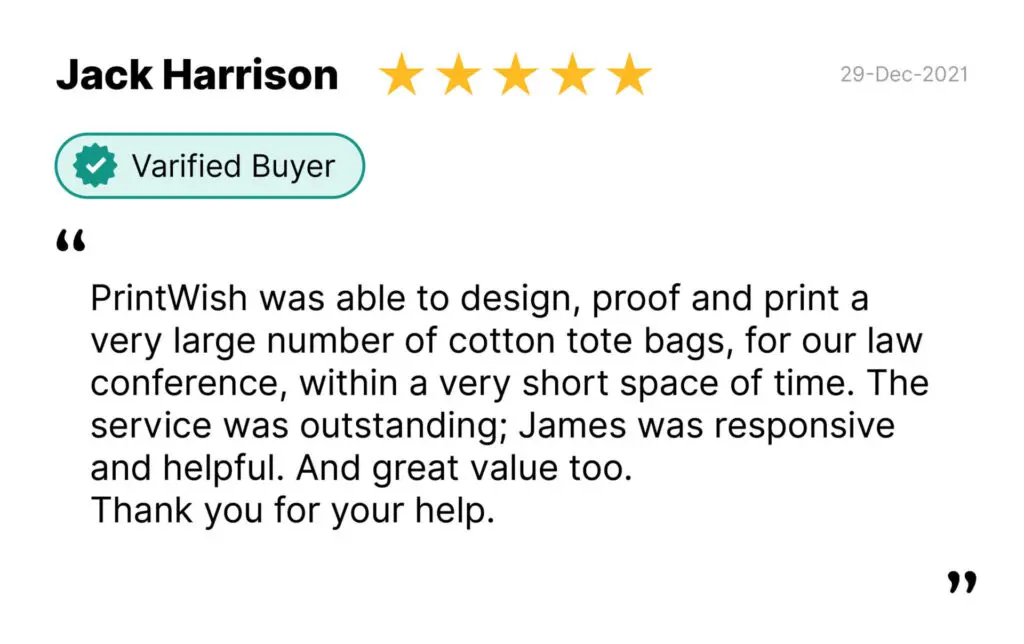 Jack Harrison
29-Dec-2021
Varified Buyer
“
PrintWish was able to design, proof and print a
very large number of cotton tote bags, for our law
conference, within a very short space of time. The
service was outstanding; James was responsive
and helpful. And great value too.
Thank you for your help.
”